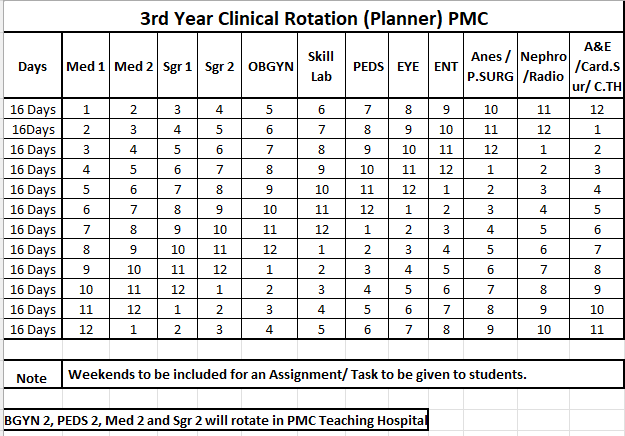 3rd Year Clinical Rotation (Planner) PMC
Days Med 1 Med 2 Sgr 1 Sgr 2 OBGYN Skill Lab PEDS EYE ENT Anes / P.SURG Nephro /Radio A&E /Card.S ur/ C.TH
16 Days 1 2 3 4 5 6 7 8 9 10 11 12
16Days 2 3 4 5 6 7 8 9 10 11 12 1
16 Days 3 4 5 6 7 8 9 10 11 12 1 2
16 Days 4 5 6 7 8 9 10 11 12 1 2 3
16 Days 5 6 7 8 9 10 11 12 1 2 3 4
16 Days 6 7 8 9 10 11 12 1 2 3 4 5
16 Days 7 8 9 10 11 12 1 2 3 4 5 6
16 Days 8 9 10 11 12 1 2 3 4 5 6 7
16 Days 9 10 11 12 1 2 3 4 5 6 7 8
16 Days 10 11 12 1 2 3 4 5 6 7 8 9
16 Days 11 12 1 2 3 4 5 6 7 8 9 10
16 Days 12 1 2 3 4 5 6 7 8 9 10 11
Note Weekends to be included for an Assignment/ Task to be given to students.
BGYN 2, PEDS 2, Med 2 and Sgr 2 will rotate in PMC Teaching Hospital